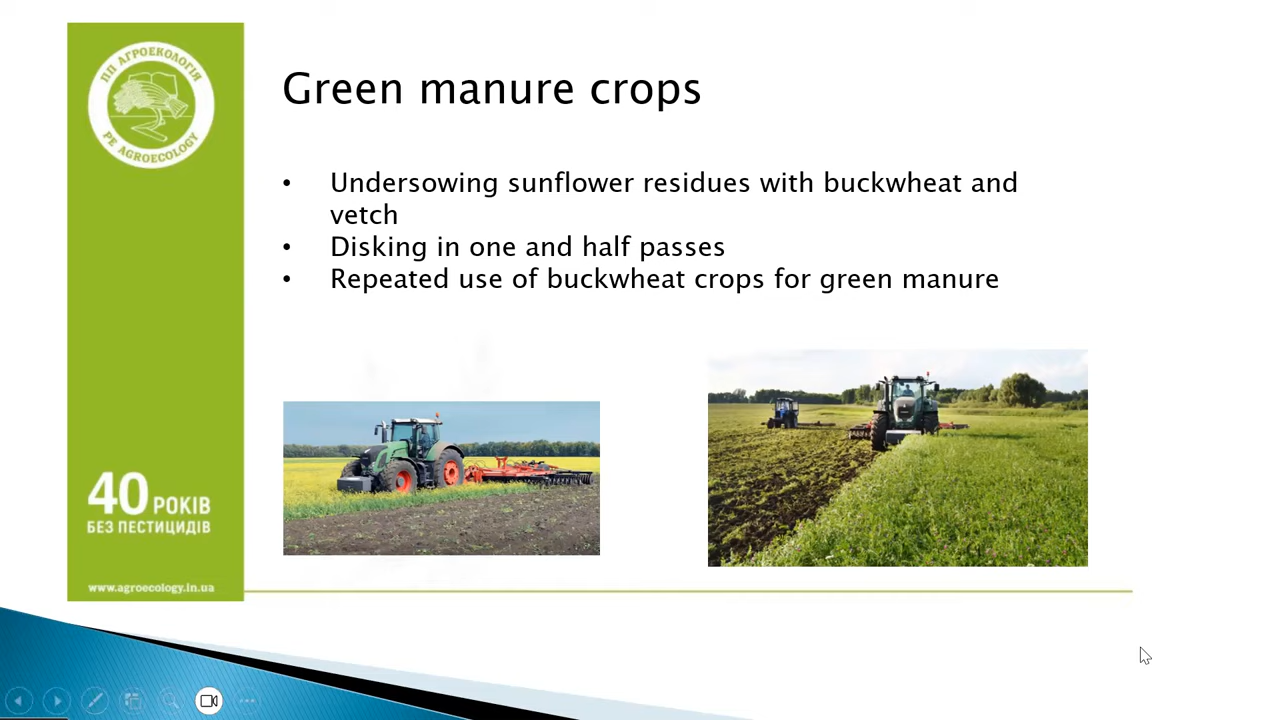 ПП АГРОЕКОЛОГІЯ
PE AGROECOLOGY
Green manure crops
• Undersowing sunflower residues with buckwheat and
vetch
• Disking in one and half passes
• Repeated use of buckwheat crops for green manure
40 РОКІВ
БЕЗ ПЕСТИЦИДІВ
www.agroecology.in.ua